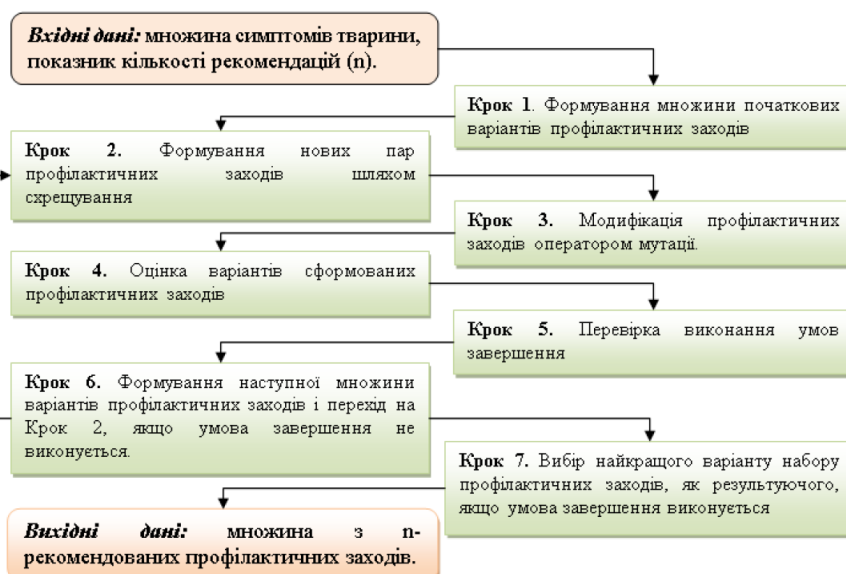 Вхідні дані: множина симптомів тварини,
показник кількості рекомендацій (n).
Крок 1. Формування множини початкових
варіантів профілактичних заходів
Крок 2. Формування нових пар
профілактичних заходів шляхом
схрещування
Крок 3. Модифікація профілактичних
заходів оператором мутації.
Крок 4. Оцінка варіантів сформованих
профілактичних заходів
Крок 5. Перевірка виконання умов
завершення
Крок 6. Формування наступної множини
варіантів профілактичних заходів і перехід на
Крок 2, якщо умова завершення не
виконується.
Крок 7. Вибір найкращого варіанту набору
профілактичних заходів, як результуючого,
якщо умова завершення виконується
Вихідні дані: множина з n-
рекомендованих профілактичних заходів.